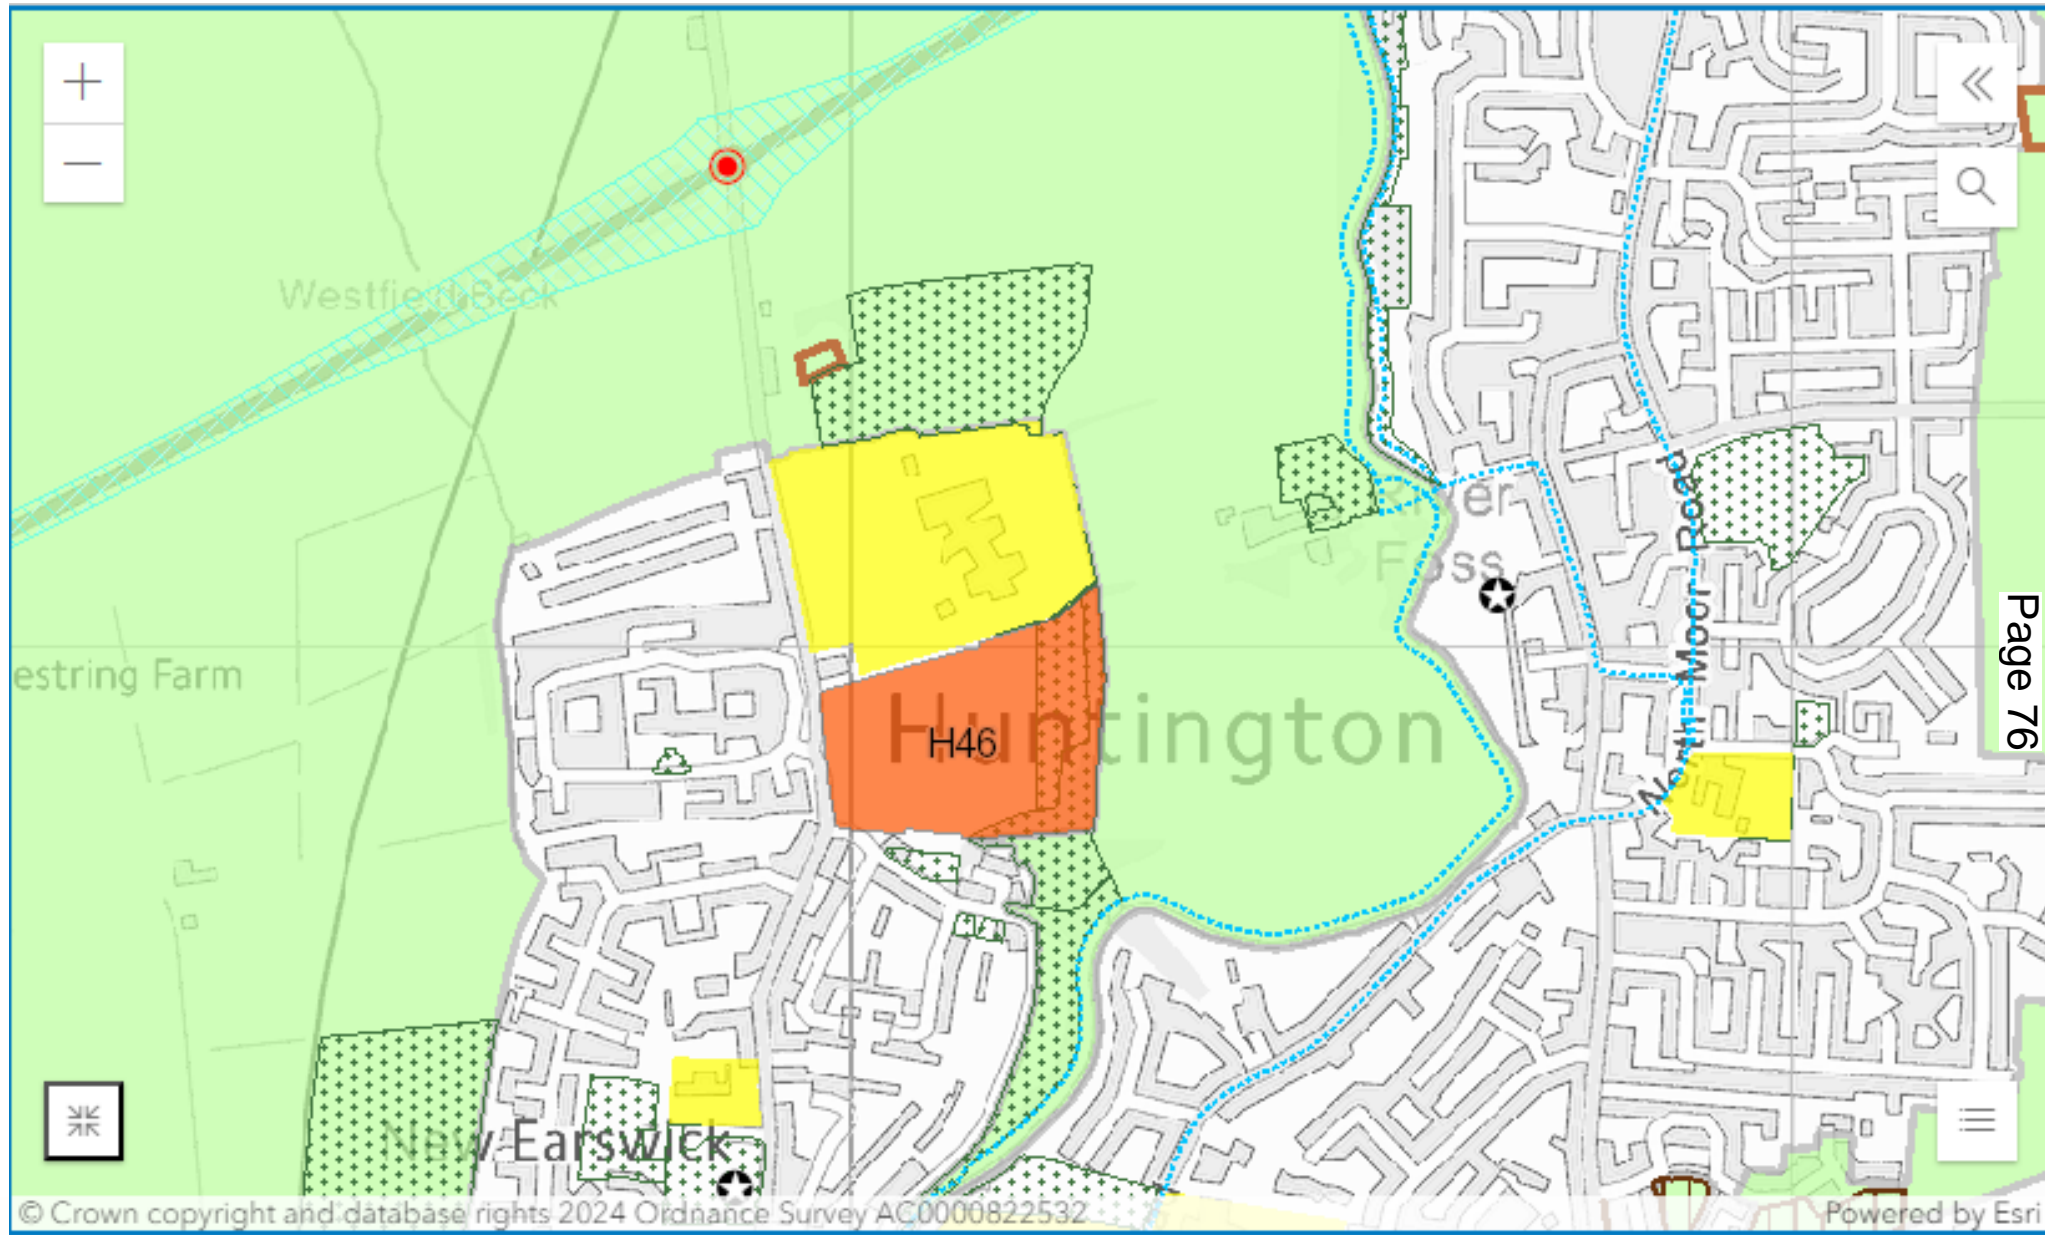 Westfield Beck
River
Foss
North Moor Road
Page 76
estring Farm
Huntington
H46
New Earswick
© Crown copyright and database rights 2024 Ordnance Survey AC0000822532
Powered by Esri